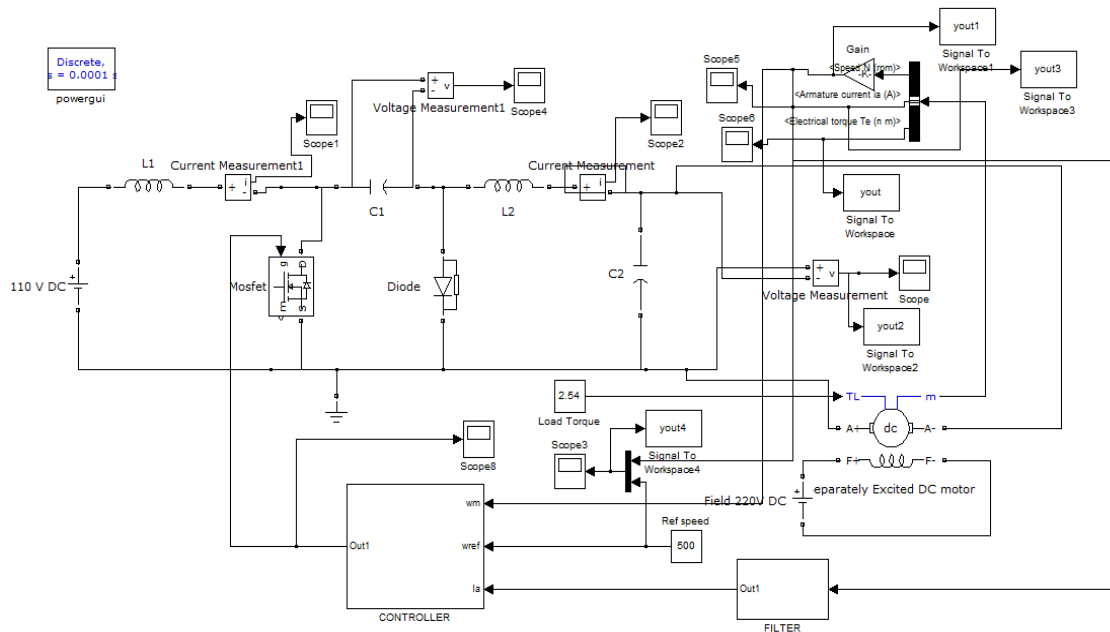 Discrete,
s = 0.0001 s
powergui
Scope1
Voltage Measurement1
Scope4
Scope2
Scope5
Scope6
Gain
-K-
<Speed N (rpm)>
<Armature current ia (A)>
<Electrical torque Te (n m)>
yout1
Signal To
Workspace1
yout3
Signal To
Workspace3
yout
Signal To
Workspace
L1
Current Measurement1
+ i
-
C1
L2
Current Measurement
+ i
+
-
v
110 V DC
+
Mosfet
g
D
m
S
Diode
C2
+
-
v
Voltage Measurement
Scope
yout2
Signal To
Workspace2
2.54
Load Torque
TL
m
A+
dc
A-
F+
F-
Field 220V DC
+
eparately Excited DC motor
Scope8
Scope3
yout4
Signal To
Workspace4
Ref speed
500
wm
wref
Ia
Out1
CONTROLLER
Out1
FILTER